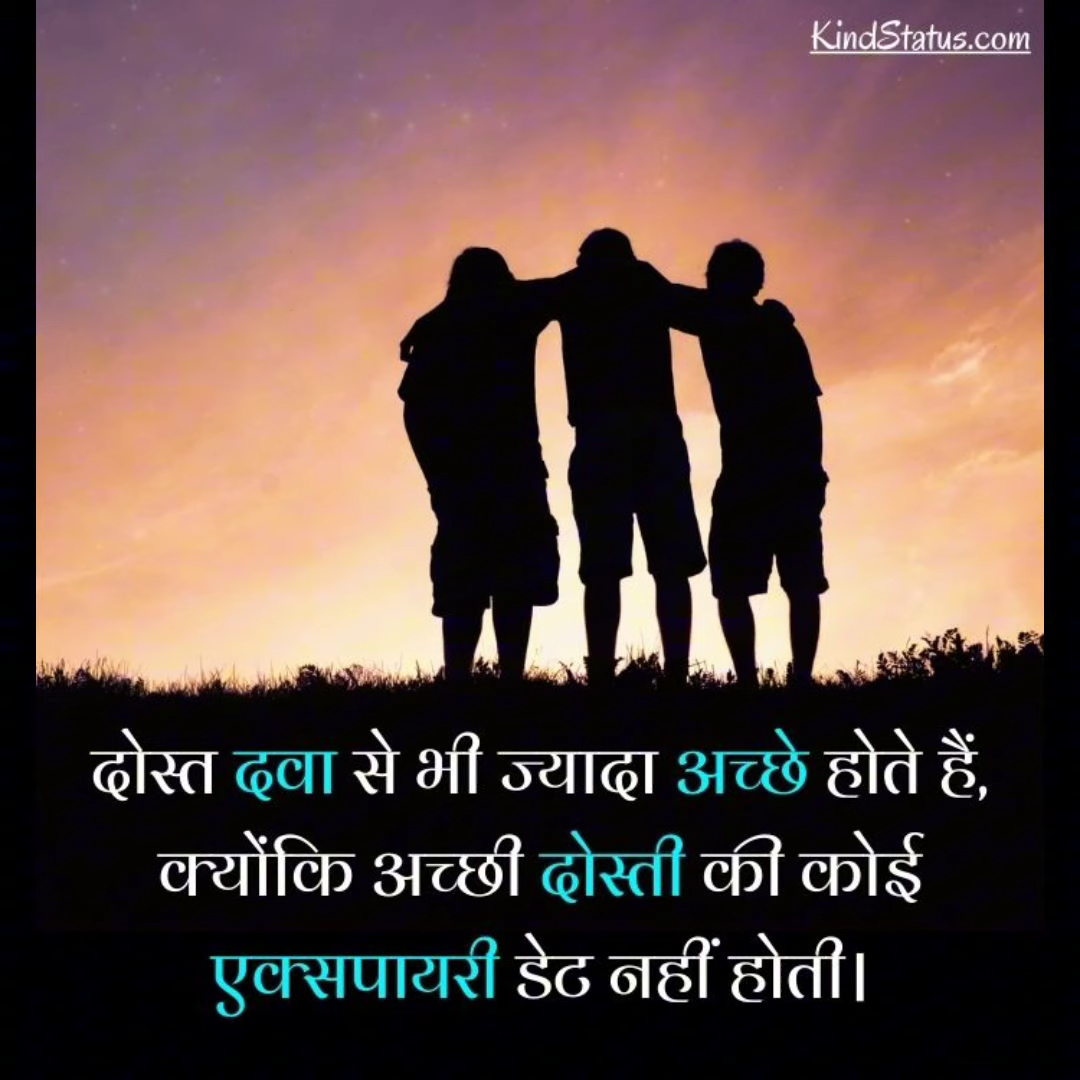 KindStatus.com
दोस्त दवा से भी ज्यादा अच्छे होते हैं,
क्योंकि अच्छी दोस्ती की कोई
एक्सपायरी डेट नहीं होती।